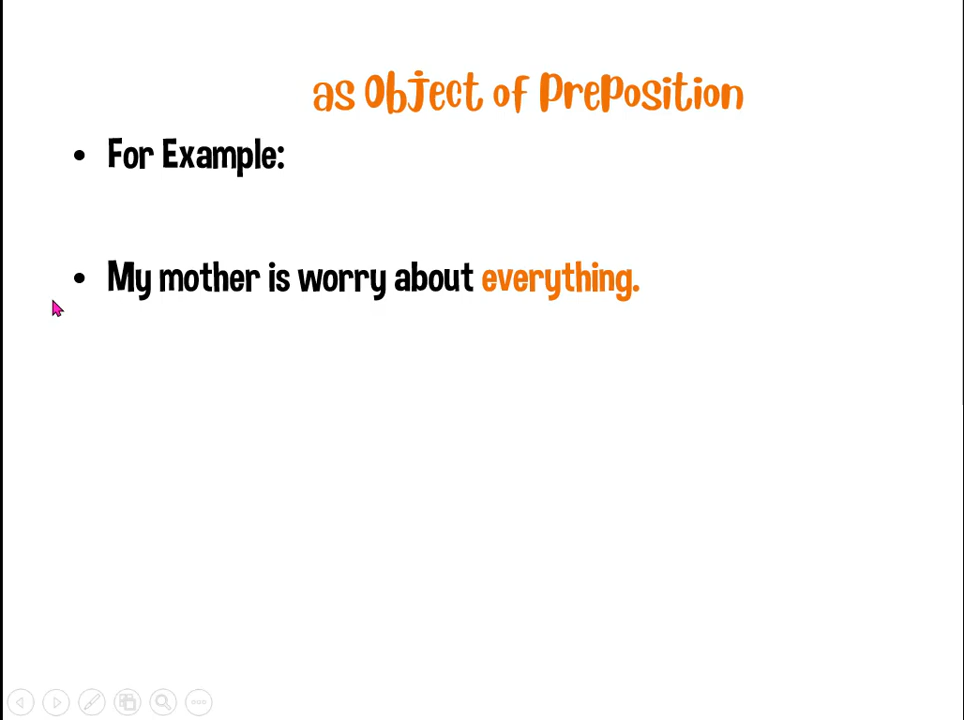 as Object of Preposition
• For Example:
• My mother is worry about everything.